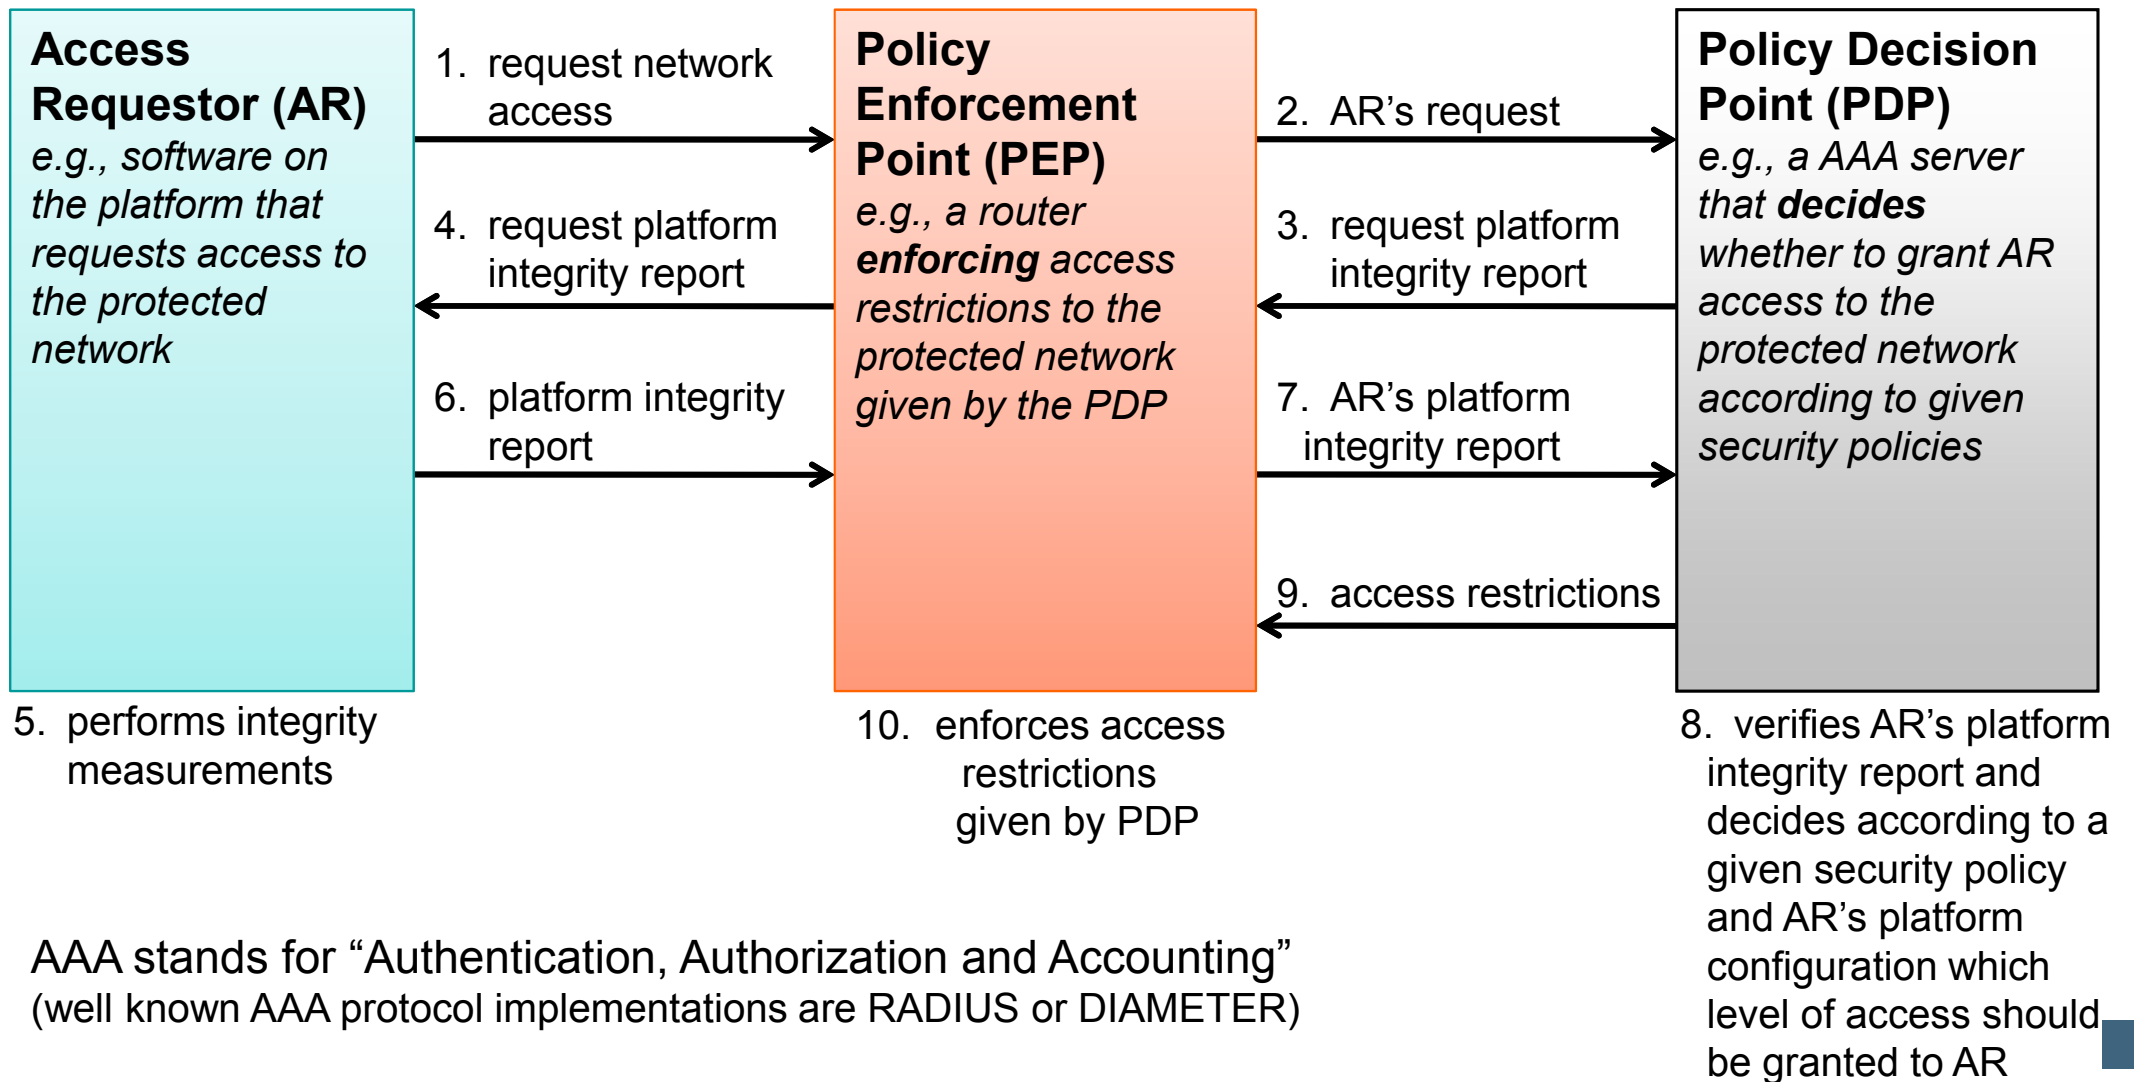 Access
Requestor (AR)
e.g., software on
the platform that
requests access to
the protected
network
1. request network
access
4. request platform
integrity report
6. platform integrity
report
Policy
Enforcement
Point (PEP)
e.g., a router
enforcing access
restrictions to the
protected network
given by the PDP
2. AR’s request
3. request platform
integrity report
7. AR’s platform
integrity report
9. access restrictions
Policy Decision
Point (PDP)
e.g., a AAA server
that decides
whether to grant AR
access to the
protected network
according to given
security policies
5. performs integrity
measurements
10. enforces access
restrictions
given by PDP
8. verifies AR’s platform
integrity report and
decides according to a
given security policy
and AR’s platform
configuration which
level of access should
be granted to AR
AAA stands for “Authentication, Authorization and Accounting”
(well known AAA protocol implementations are RADIUS or DIAMETER)